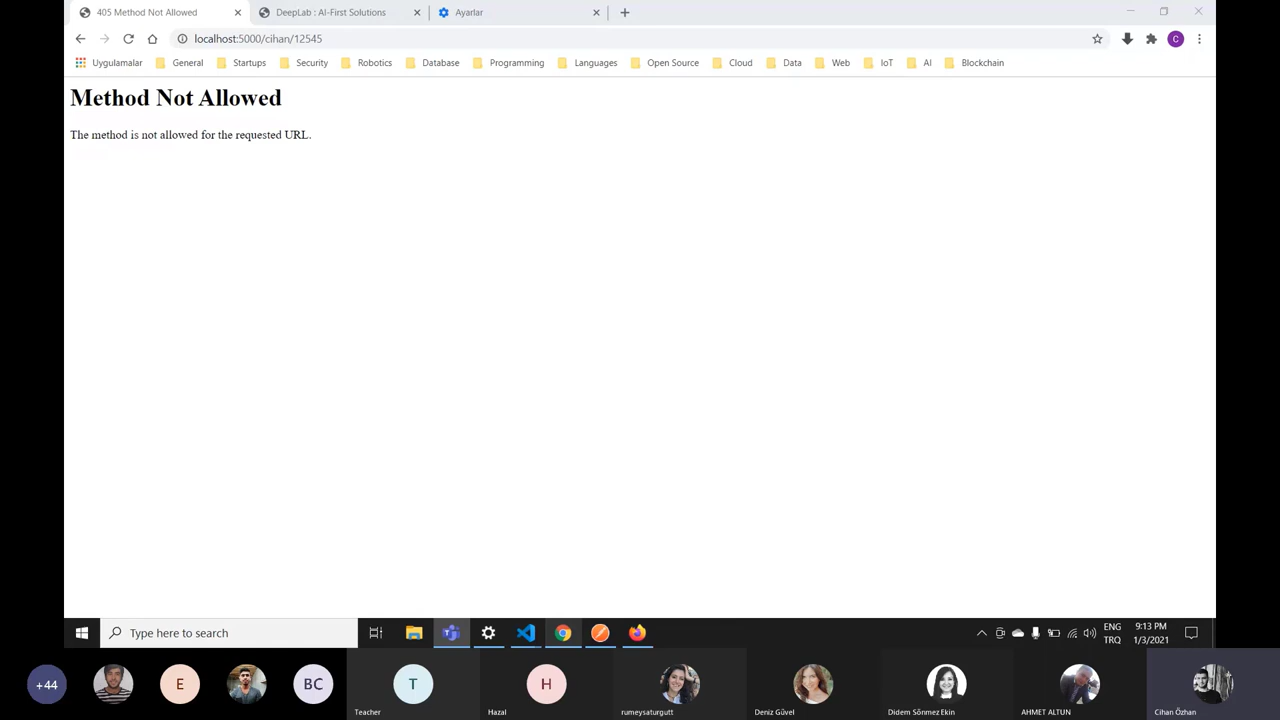 405 Method Not Allowed
DeepLab : AI-First Solutions
Ayarlar
localhost:5000/cihan/12545
C
Uygulamalar
General
Startups
Security
Robotics
Database
Programming
Languages
Open Source
Cloud
Data
Web
IoT
AI
Blockchain
Method Not Allowed
The method is not allowed for the requested URL.
Type here to search
ENG
TRQ
9:13 PM
1/3/2021
+44
E
BC
T
Teacher
H
Hazal
rumeysaturgutt
Deniz Güvel
Didem Sönmez Ekin
AHMET ALTUN
Cihan Özhan